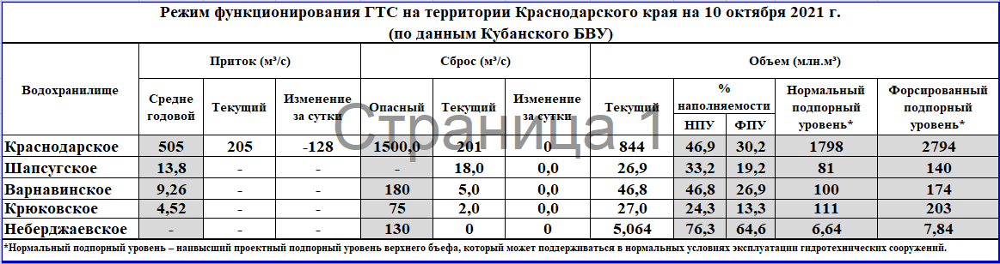 Режим функционирования ГТС на территории Краснодарского края на 10 октября 2021 г.
(по данным Кубанского БВУ)
Водохранилище Приток (м³/с) Сброс (м³/с) Объем (млн.м³)
Средне годовой Текущий Изменение за сутки Опасный Текущий Изменение за сутки Текущий % наполняемости Нормальный подпорный уровень* Форсированный подпорный уровень*
НПУ ФПУ
Краснодарское 505 205 -128 1500,0 201 0 844 46,9 30,2 1798 2794
Шапсугское 13,8 - - - 18,0 0,0 26,9 33,2 19,2 81 140
Варнавинское 9,26 - - 180 5,0 0,0 46,8 46,8 26,9 100 174
Крюковское 4,52 - - 75 2,0 0,0 27,0 24,3 13,3 111 203
Неберджаевское - - - 130 0 0 5,064 76,3 64,6 6,64 7,84
*Нормальный подпорный уровень – наивысший проектный подпорный уровень верхнего бъефа, который может поддерживаться в нормальных условиях эксплуатации гидротехнических сооружений.
Страница 1